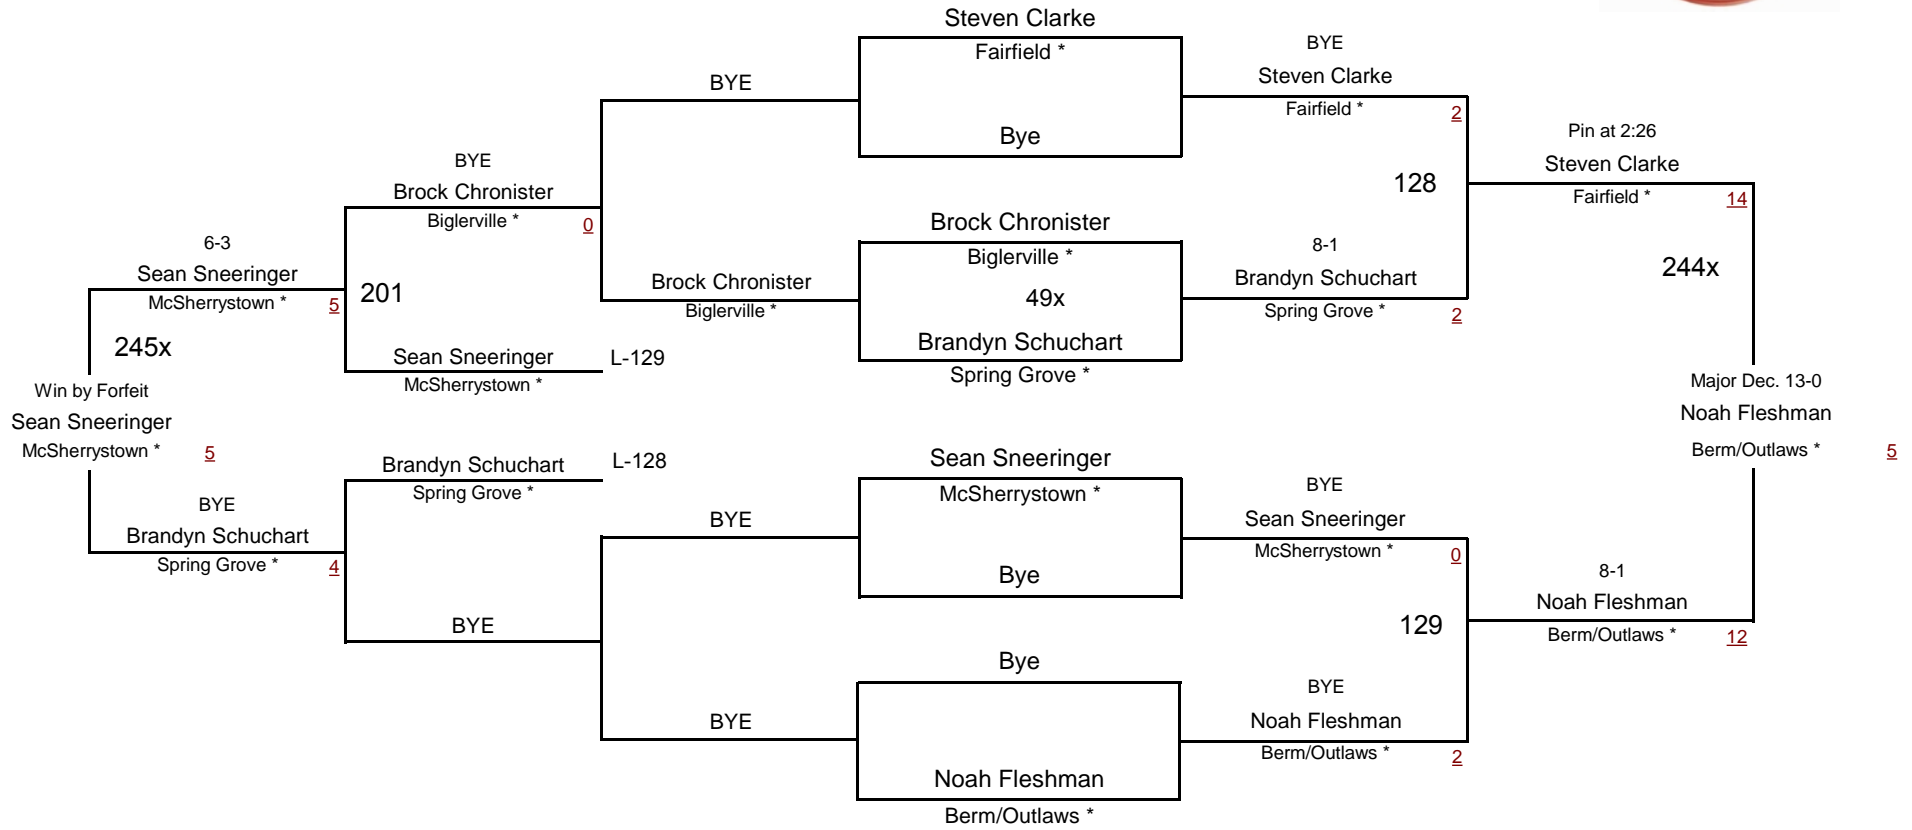 Steven Clarke
Fairfield *
BYE
Bye
BYE
Steven Clarke
Fairfield *
2
128
Pin at 2:26
Steven Clarke
Fairfield *
14
BYE
Brock Chronister
Biglerville *
0
Brock Chronister
Biglerville *
Brock Chronister
Biglerville *
49x
Brandyn Schuchart
Spring Grove *
8-1
Brandyn Schuchart
Spring Grove *
2
244x
6-3
Sean Sneeringer
McSherrystown *
5
201
Sean Sneeringer
McSherrystown *
L-129
245x
Win by Forfeit
Sean Sneeringer
McSherrystown *
5
Major Dec. 13-0
Noah Fleshman
Berm/Outlaws *
5
Brandyn Schuchart
Spring Grove *
L-128
BYE
Brandyn Schuchart
Spring Grove *
4
BYE
BYE
Sean Sneeringer
McSherrystown *
Bye
BYE
Sean Sneeringer
McSherrystown *
0
129
8-1
Noah Fleshman
Berm/Outlaws *
12
BYE
Bye
Noah Fleshman
Berm/Outlaws *
BYE
Noah Fleshman
Berm/Outlaws *
2